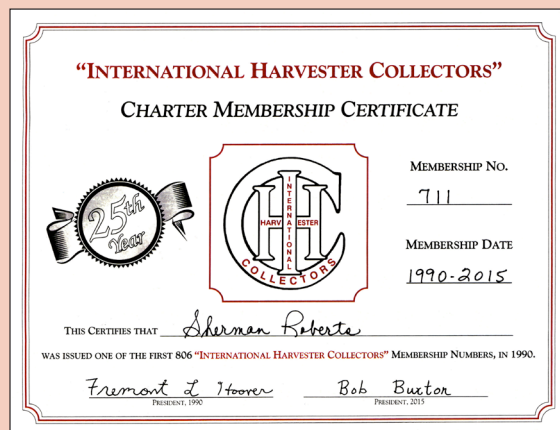 "INTERNATIONAL HARVESTER COLLECTORS"
CHARTER MEMBERSHIP CERTIFICATE
25th
Year
INTERNATIONAL
HARVESTER
COLLECTORS
MEMBERSHIP NO.
711
MEMBERSHIP DATE
1990-2015
THIS CERTIFIES THAT Sherman Roberts
WAS ISSUED ONE OF THE FIRST 806 "INTERNATIONAL HARVESTER COLLECTORS" MEMBERSHIP NUMBERS, IN 1990.
Fremont L Hoover Bob Buxton
PRESIDENT, 1990 PRESIDENT, 2015